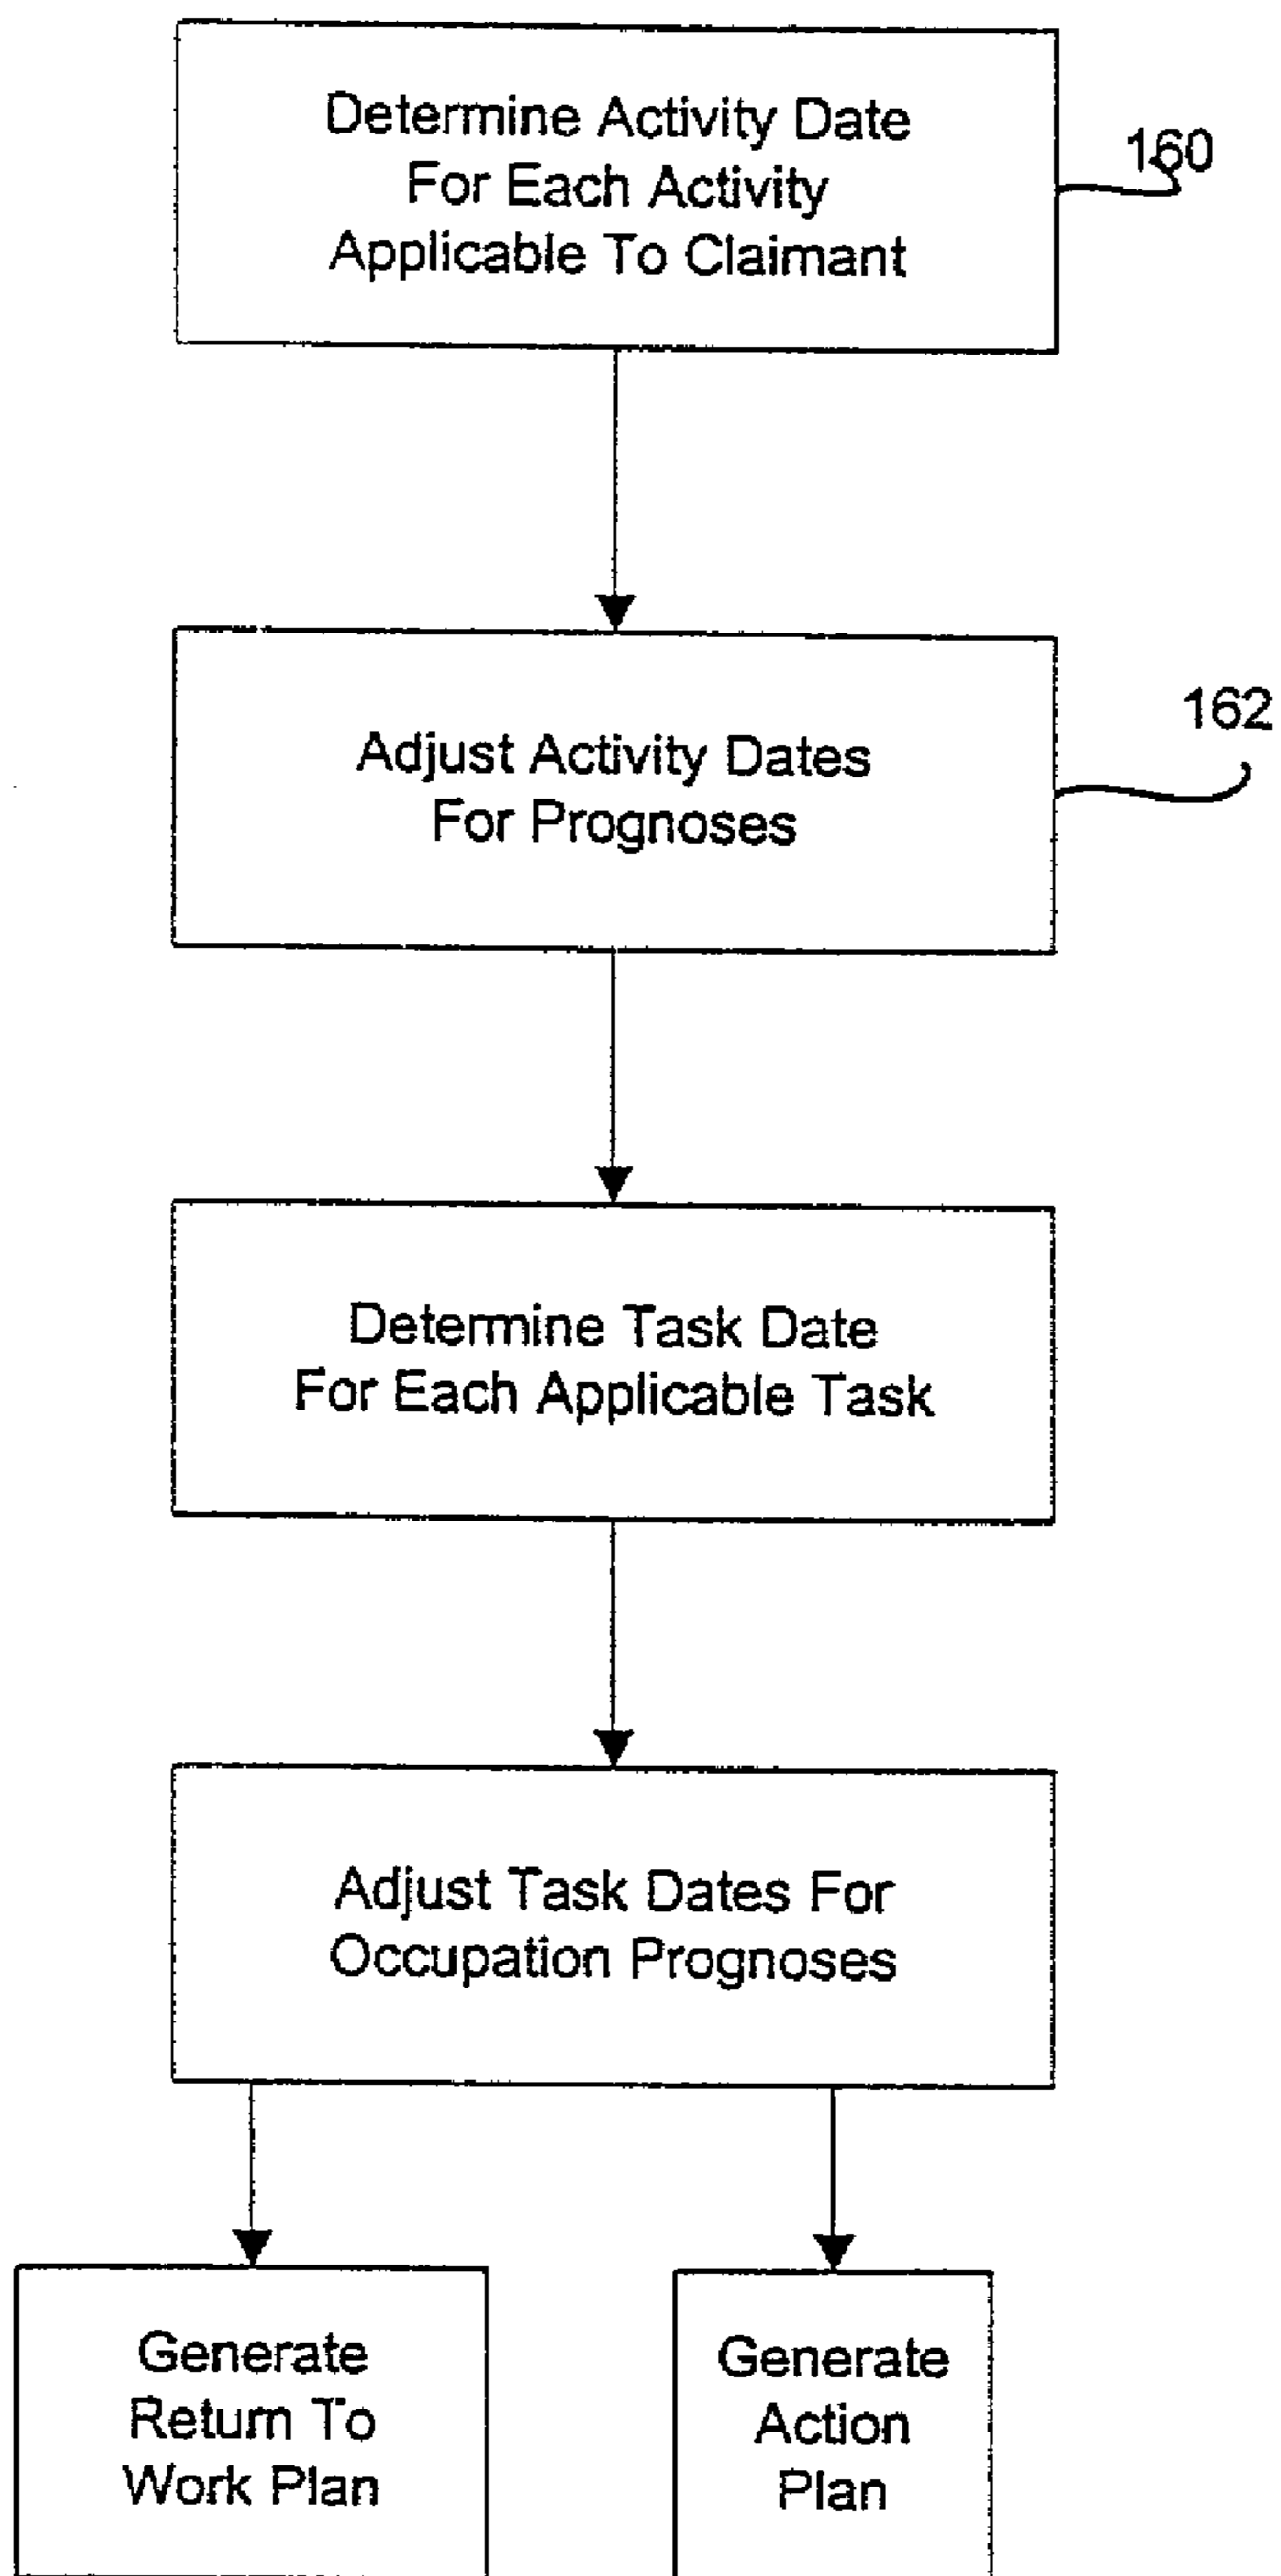 Determine Activity Date
For Each Activity
Applicable To Claimant
160
Adjust Activity Dates
For Prognoses
162
Determine Task Date
For Each Applicable Task
Adjust Task Dates For
Occupation Prognoses
Generate
Return To
Work Plan
Generate
Action
Plan